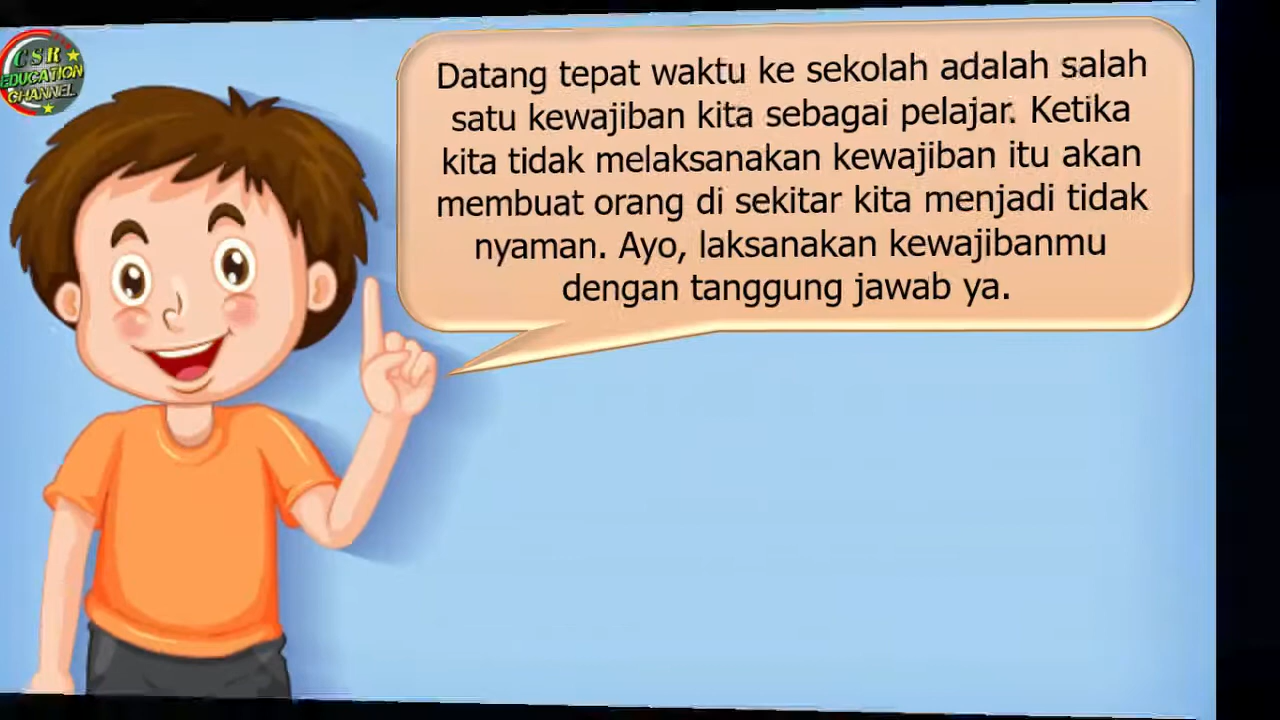 CSR
EDUCATION
CHANNEL
Datang tepat waktu ke sekolah adalah salah
satu kewajiban kita sebagai pelajar. Ketika
kita tidak melaksanakan kewajiban itu akan
membuat orang di sekitar kita menjadi tidak
nyaman. Ayo, laksanakan kewajibanmu
dengan tanggung jawab ya.